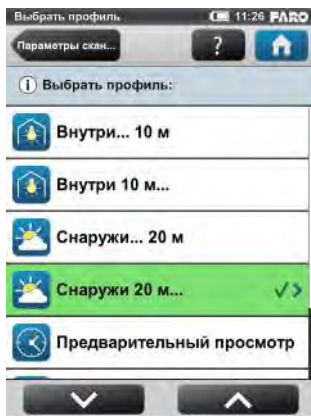 Выбрать профиль 11:26 FARO
Параметры скан... ?
i Выбрать профиль:
Внутри... 10 м
Внутри 10 м...
Снаружи... 20 м
Снаружи 20 м...
Предварительный просмотр